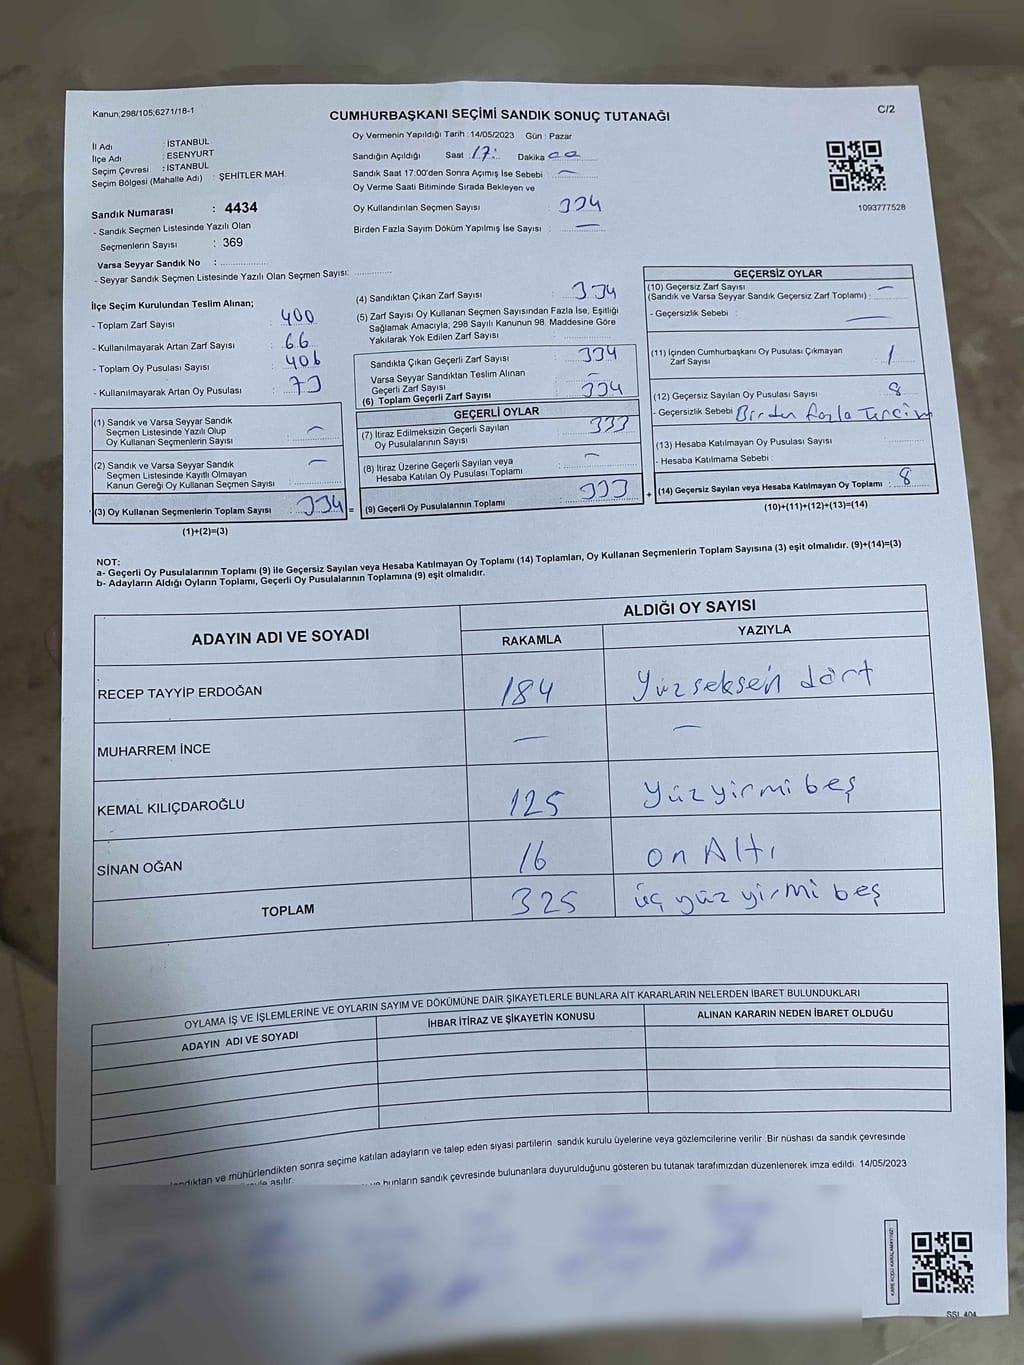 Kanun;298/105;6271/18-1
CUMHURBAŞKANI SEÇİMİ SANDIK SONUÇ TUTANAĞI
C/2
İl Adı : İSTANBUL
İlçe Adı : ESENYURT
Seçim Çevresi : İSTANBUL
Seçim Bölgesi (Mahalle Adı) : ŞEHİTLER MAH.
Sandık Numarası : 4434
- Sandık Seçmen Listesinde Yazılı Olan
Seçmenlerin Sayısı : 369
Varsa Seyyar Sandık No :
- Seyyar Sandık Seçmen Listesinde Yazılı Olan Seçmen Sayısı:
Oy Vermenin Yapıldığı Tarih : 14/05/2023 Gün : Pazar
Sandığın Açıldığı Saat 17: Dakika 00
Sandık Saat 17.00'den Sonra Açımış İse Sebebi : —
Oy Verme Saati Bitiminde Sırada Bekleyen ve
Oy Kullandırılan Seçmen Sayısı : 334
Birden Fazla Sayım Döküm Yapılmış İse Sayısı : —
1093777528
İlçe Seçim Kurulundan Teslim Alınan;
- Toplam Zarf Sayısı : 400
- Kullanılmayarak Artan Zarf Sayısı : 66
- Toplam Oy Pusulası Sayısı : 406
- Kullanılmayarak Artan Oy Pusulası : 73
(1) Sandık ve Varsa Seyyar Sandık
Seçmen Listesinde Yazılı Olup
Oy Kullanan Seçmenlerin Sayısı : —
(2) Sandık ve Varsa Seyyar Sandık
Seçmen Listesinde Kayıtlı Olmayan
Kanun Gereği Oy Kullanan Seçmen Sayısı : —
(3) Oy Kullanan Seçmenlerin Toplam Sayısı : 334 =
(1)+(2)=(3)
(4) Sandıktan Çıkan Zarf Sayısı : 334
(5) Zarf Sayısı Oy Kullanan Seçmen Sayısından Fazla İse, Eşitliği
Sağlamak Amacıyla; 298 Sayılı Kanunun 98. Maddesine Göre
Yakılarak Yok Edilen Zarf Sayısı
Sandıkta Çıkan Geçerli Zarf Sayısı : 334
Varsa Seyyar Sandıktan Teslim Alınan
Geçerli Zarf Sayısı : —
(6) Toplam Geçerli Zarf Sayısı : 334
GEÇERLİ OYLAR
(7) İtiraz Edilmeksizin Geçerli Sayılan
Oy Pusulalarının Sayısı : 333
(8) İtiraz Üzerine Geçerli Sayılan veya
Hesaba Katılan Oy Pusulası Toplamı : —
(9) Geçerli Oy Pusulalarının Toplamı : 333 +
GEÇERSİZ OYLAR
(10) Geçersiz Zarf Sayısı
(Sandık ve Varsa Seyyar Sandık Geçersiz Zarf Toplamı) : —
- Geçersizlik Sebebi : —
(11) İçinden Cumhurbaşkanı Oy Pusulası Çıkmayan
Zarf Sayısı : 1
(12) Geçersiz Sayılan Oy Pusulası Sayısı : 8
- Geçersizlik Sebebi : Birden fazla Tercim
(13) Hesaba Katılmayan Oy Pusulası Sayısı :
- Hesaba Katılmama Sebebi :
(14) Geçersiz Sayılan veya Hesaba Katılmayan Oy Toplamı : 8
(10)+(11)+(12)+(13)=(14)
NOT:
a- Geçerli Oy Pusulalarının Toplamı (9) ile Geçersiz Sayılan veya Hesaba Katılmayan Oy Toplamı (14) Toplamları, Oy Kullanan Seçmenlerin Toplam Sayısına (3) eşit olmalıdır. (9)+(14)=(3)
b- Adayların Aldığı Oyların Toplamı, Geçerli Oy Pusulalarının Toplamına (9) eşit olmalıdır.
ADAYIN ADI VE SOYADI
ALDIĞI OY SAYISI
RAKAMLA YAZIYLA
RECEP TAYYİP ERDOĞAN 184 Yüzseksen dört
MUHARREM İNCE — —
KEMAL KILIÇDAROĞLU 125 Yüzyirmi beş
SİNAN OĞAN 16 on Altı
TOPLAM 325 üç yüz yirmi beş
OYLAMA İŞ VE İŞLEMLERİNE VE OYLARIN SAYIM VE DÖKÜMÜNE DAİR ŞİKAYETLERLE BUNLARA AİT KARARLARIN NELERDEN İBARET BULUNDUKLARI
ADAYIN ADI VE SOYADI İHBAR İTİRAZ VE ŞİKAYETİN KONUSU ALINAN KARARIN NEDEN İBARET OLDUĞU
ve mühürlendikten sonra seçime katılan adayların ve talep eden siyasi partilerin sandık kurulu üyelerine veya gözlemcilerine verilir. Bir nüshası da sandık çevresinde
asılır.
bunların sandık çevresinde bulunanlara duyurulduğunu gösteren bu tutanak tarafımızdan düzenlenerek imza edildi. 14/05/2023
KARE KODU KARALAMAYINIZ!